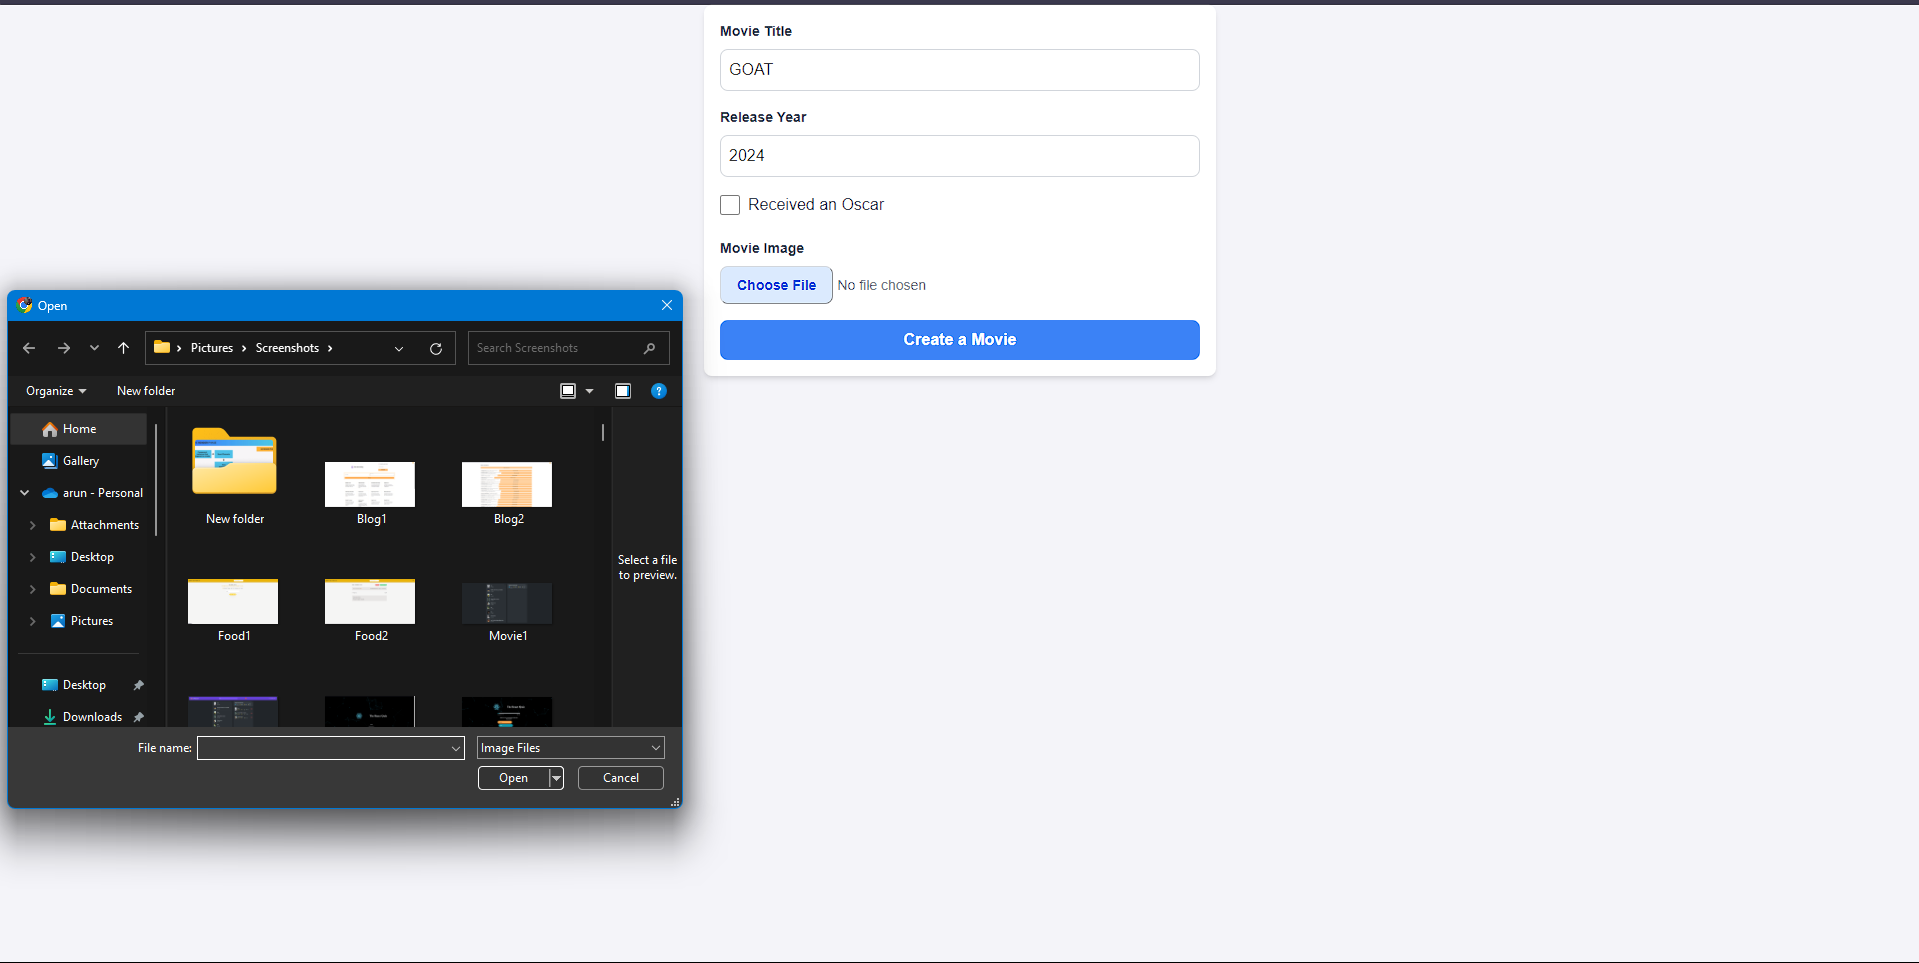 Movie Title
GOAT
Release Year
2024
Received an Oscar
Movie Image
Choose File No file chosen
Create a Movie
Open
Pictures › Screenshots ›
Search Screenshots
Organize New folder
Home
Gallery
arun - Personal
Attachments
Desktop
Documents
Pictures
Desktop
Downloads
New folder
Blog1
Blog2
Food1
Food2
Movie1
Select a file
to preview.
File name:
Image Files
Open
Cancel